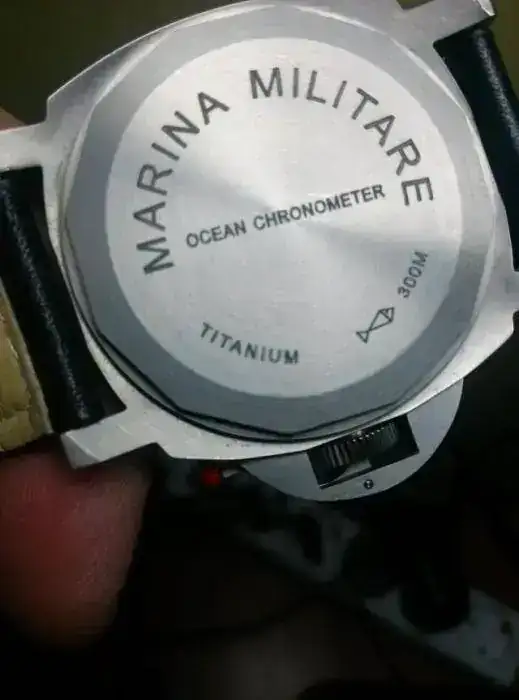 MARINA MILITARE
OCEAN CHRONOMETER
TITANIUM
300M